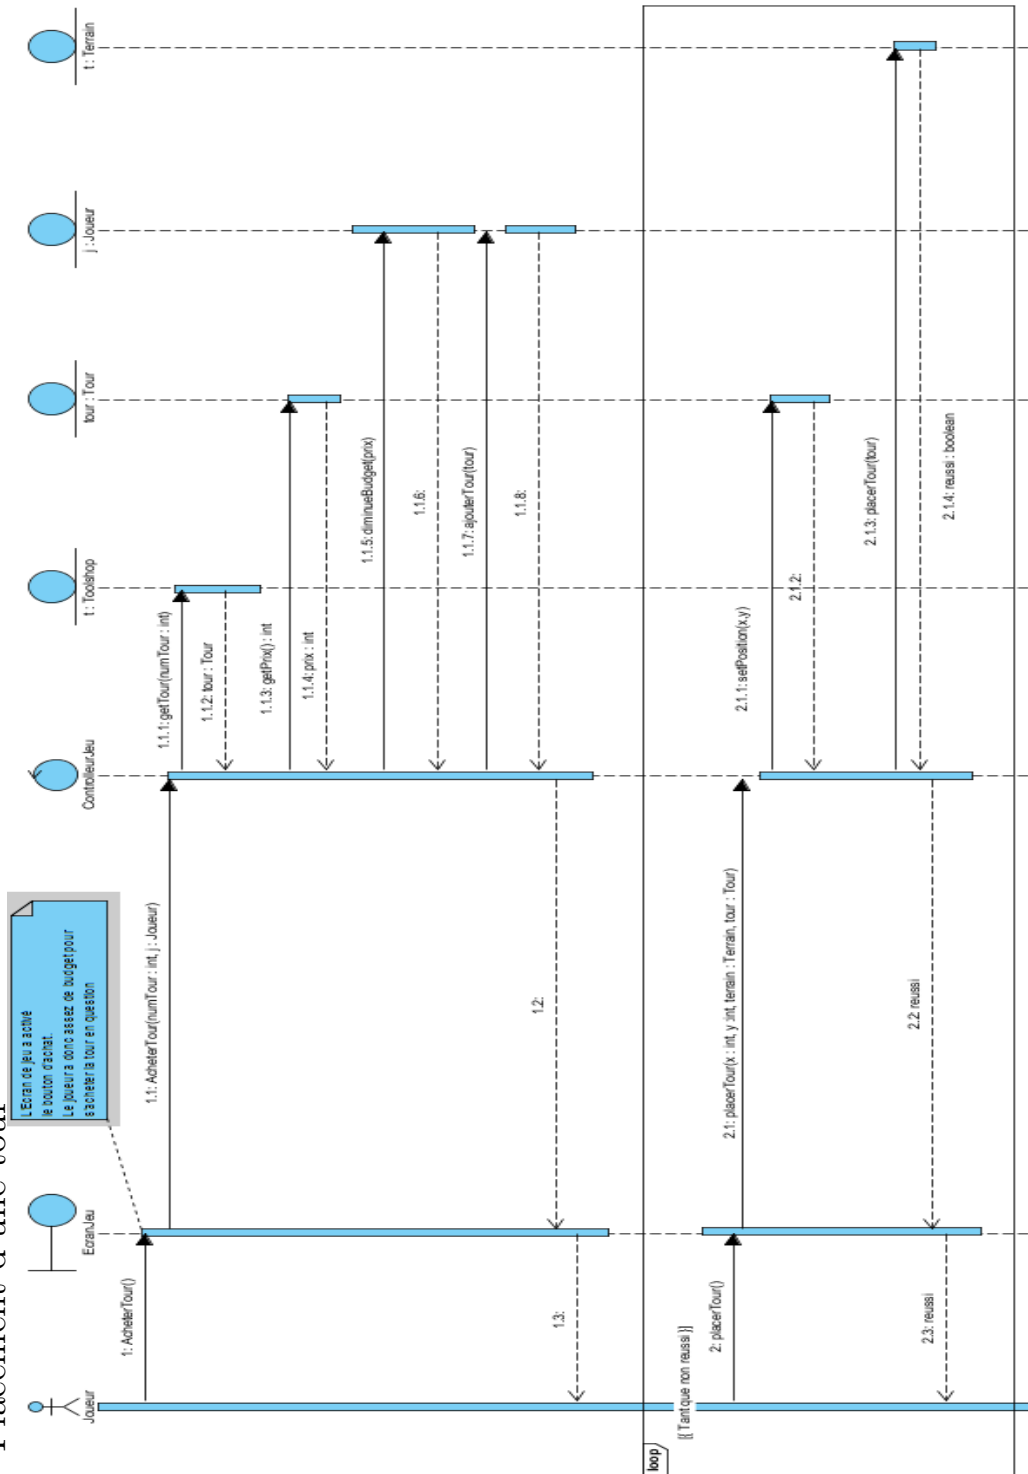 Placement d'une tour
Joueur
EcranJeu
ControlleurJeu
t : Toolshop
tour : Tour
j : Joueur
t : Terrain
L'Ecran de jeu a activé
le bouton d'achat.
Le joueur a donc assez de budget pour
s'acheter la tour en question
1: AcheterTour()
1.1: AcheterTour(numTour : int, j : Joueur)
1.1.1: getTour(numTour : int)
1.1.2: tour : Tour
1.1.3: getPrix() : int
1.1.4: prix : int
1.1.5: diminueBudget(prix)
1.1.6:
1.1.7: ajouterTour(tour)
1.1.8:
1.2:
1.3:
loop
[{ Tant que non reussi }]
2: placerTour()
2.1: placerTour(x : int, y :int, terrain : Terrain, tour : Tour)
2.1.1: setPosition(x,y)
2.1.2:
2.1.3: placerTour(tour)
2.1.4: reussi : boolean
2.2: reussi
2.3: reussi